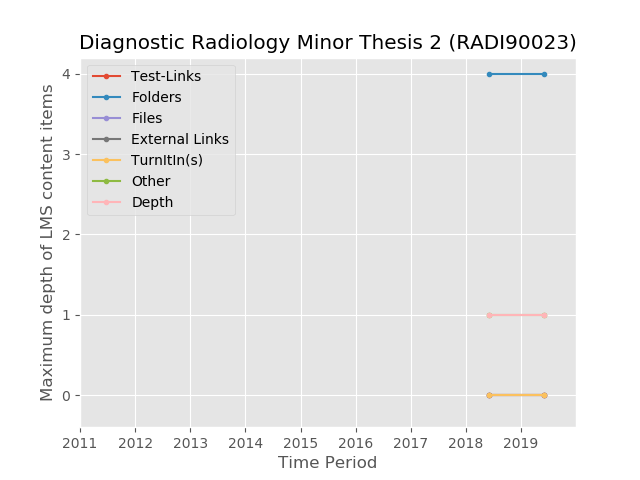 Diagnostic Radiology Minor Thesis 2 (RADI90023)
Maximum depth of LMS content items
4
3
2
1
0
Test-Links
Folders
Files
External Links
TurnItIn(s)
Other
Depth
2011 2012 2013 2014 2015 2016 2017 2018 2019
Time Period